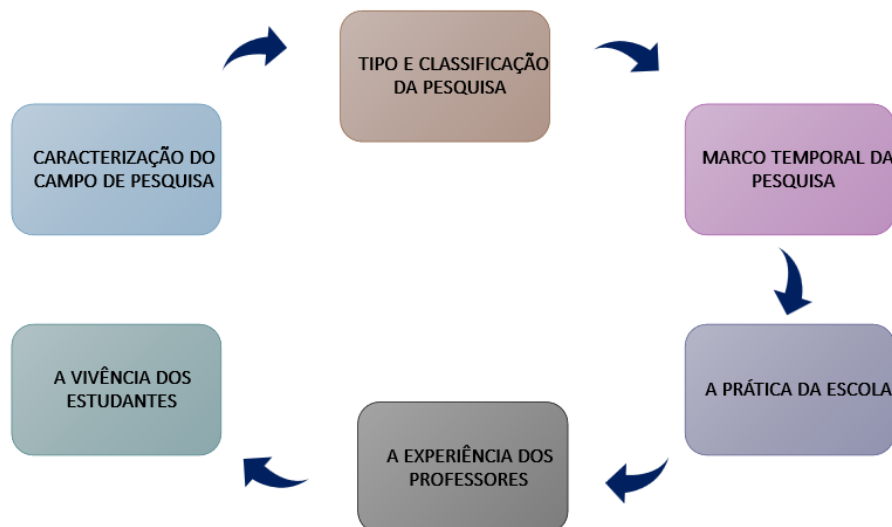 TIPO E CLASSIFICAÇÃO
DA PESQUISA
CARACTERIZAÇÃO DO
CAMPO DE PESQUISA
MARCO TEMPORAL DA
PESQUISA
A VIVÊNCIA DOS
ESTUDANTES
A PRÁTICA DA ESCOLA
A EXPERIÊNCIA DOS
PROFESSORES